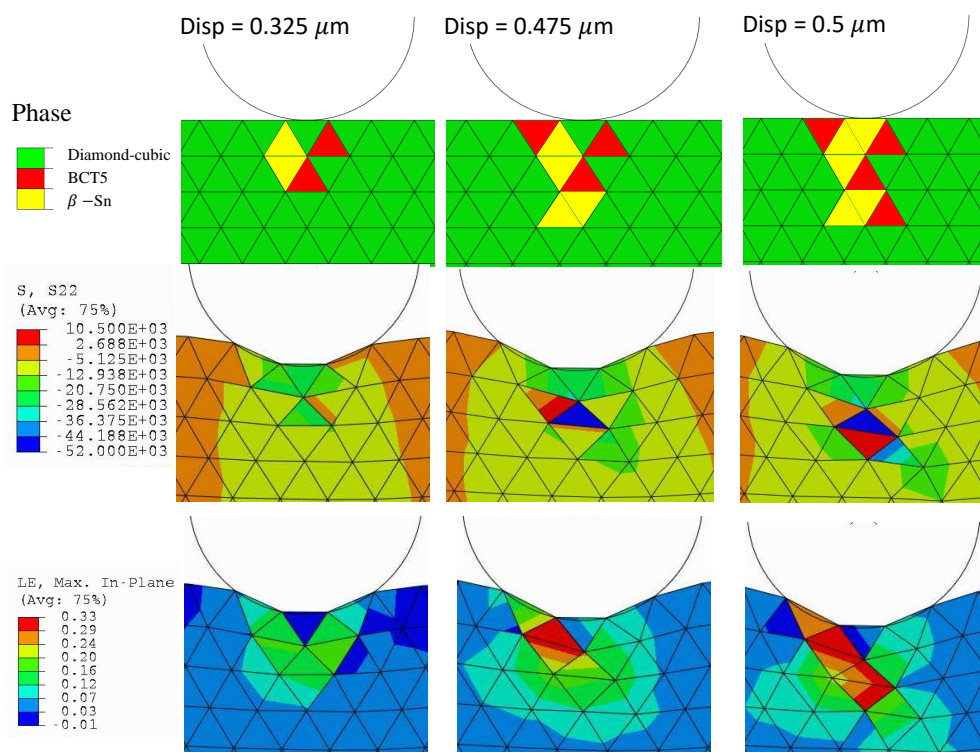 Disp = 0.325 𝜇m
Disp = 0.475 𝜇m
Disp = 0.5 𝜇m
Phase
Diamond-cubic
BCT5
β −Sn
S, S22
(Avg: 75%)
10.500E+03
2.688E+03
-5.125E+03
-12.938E+03
-20.750E+03
-28.562E+03
-36.375E+03
-44.188E+03
-52.000E+03
LE, Max. In-Plane
(Avg: 75%)
0.33
0.29
0.24
0.20
0.16
0.12
0.07
0.03
-0.01